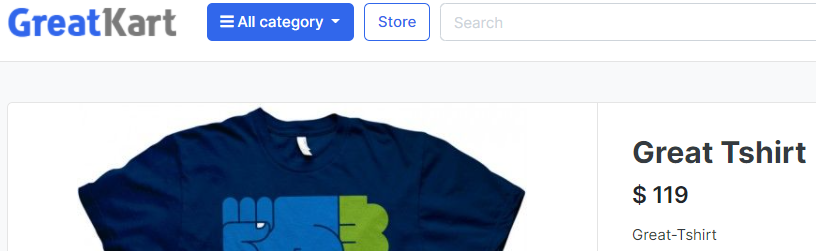 GreatKart
All category
Store
Search
Great Tshirt
$ 119
Great-Tshirt